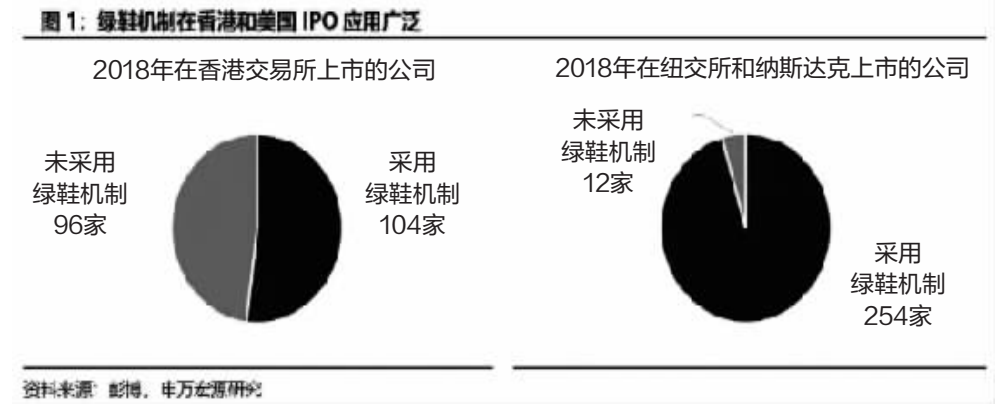 图1：绿鞋机制在香港和美国IPO应用广泛
2018年在香港交易所上市的公司
未采用
绿鞋机制
96家
采用
绿鞋机制
104家
2018年在纽交所和纳斯达克上市的公司
未采用
绿鞋机制
12家
采用
绿鞋机制
254家
资料来源：彭博，申万宏源研究